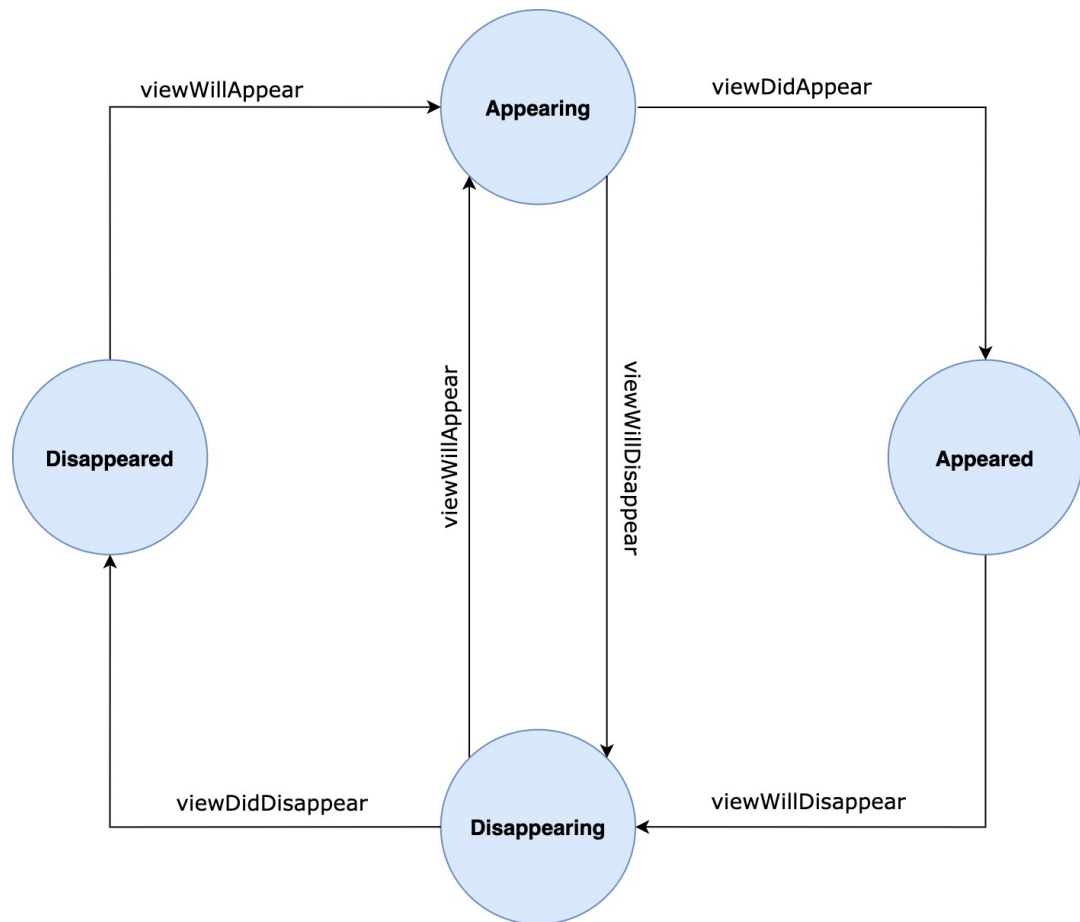 viewWillAppear
Appearing
viewDidAppear
viewWillAppear
viewWillDisappear
Disappeared
Appeared
viewDidDisappear
Disappearing
viewWillDisappear